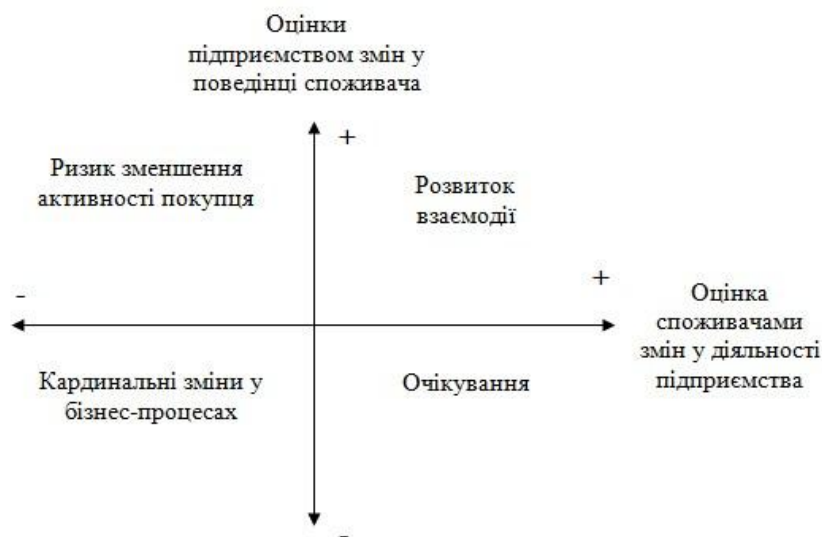 Оцінки
підприємством змін у
поведінці споживача
+
Ризик зменшення
активності покупця
Розвиток
взаємодії
-
+
Оцінка
споживачами
змін у діяльності
підприємства
Кардинальні зміни у
бізнес-процесах
Очікування
-